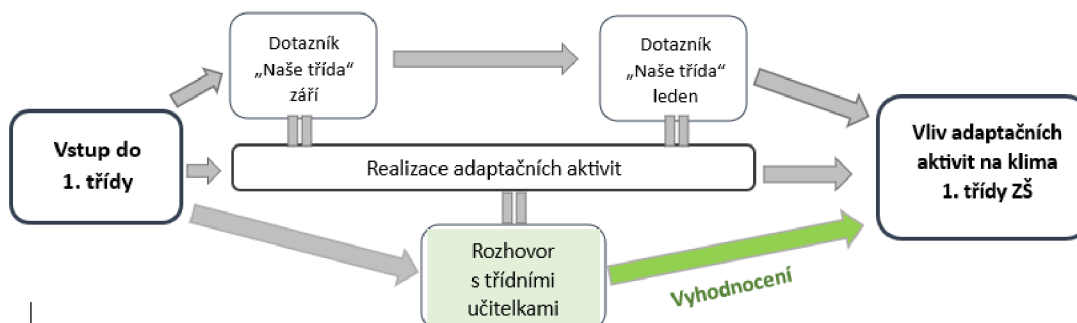 Dotazník
„Naše třída“
září
Dotazník
„Naše třída“
leden
Vstup do
1. třídy
Realizace adaptačních aktivit
Vliv adaptačních
aktivit na klima
1. třídy ZŠ
Rozhovor
s třídními
učitelkami
Vyhodnocení